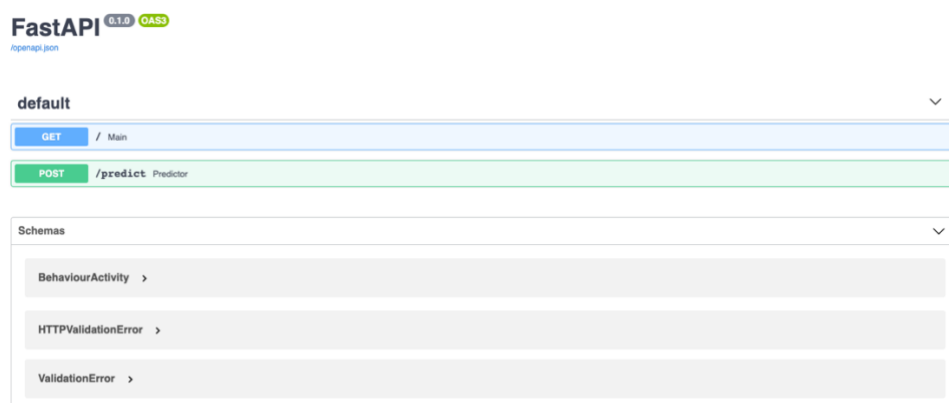 FastAPI 0.1.0 OAS3
/openapi.json
default
GET / Main
POST /predict Predictor
Schemas
BehaviourActivity
HTTPValidationError
ValidationError